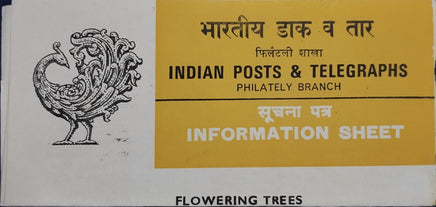 भारतीय डाक व तार
फिलैटली शाखा
INDIAN POSTS & TELEGRAPHS
PHILATELY BRANCH
सूचना पत्र
INFORMATION SHEET
FLOWERING TREES